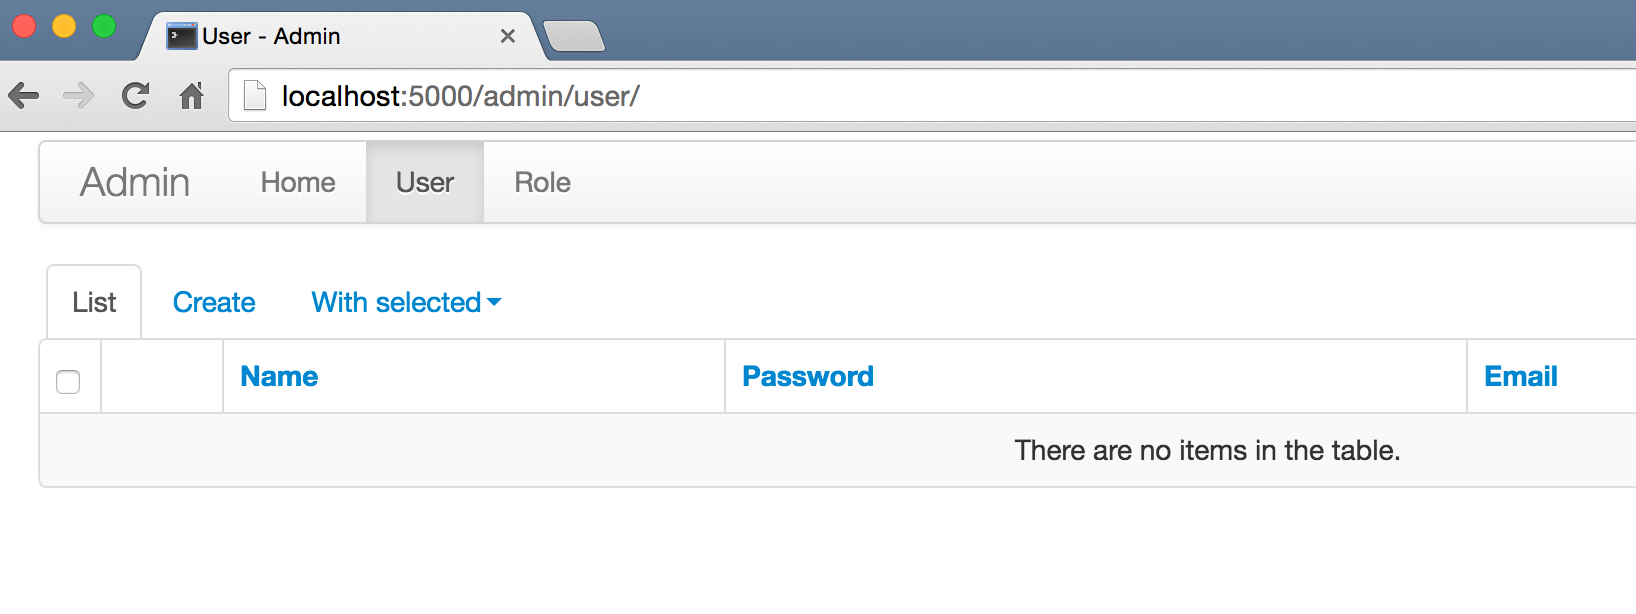 User - Admin
localhost:5000/admin/user/
Admin Home User Role
List Create With selected
Name Password Email
There are no items in the table.